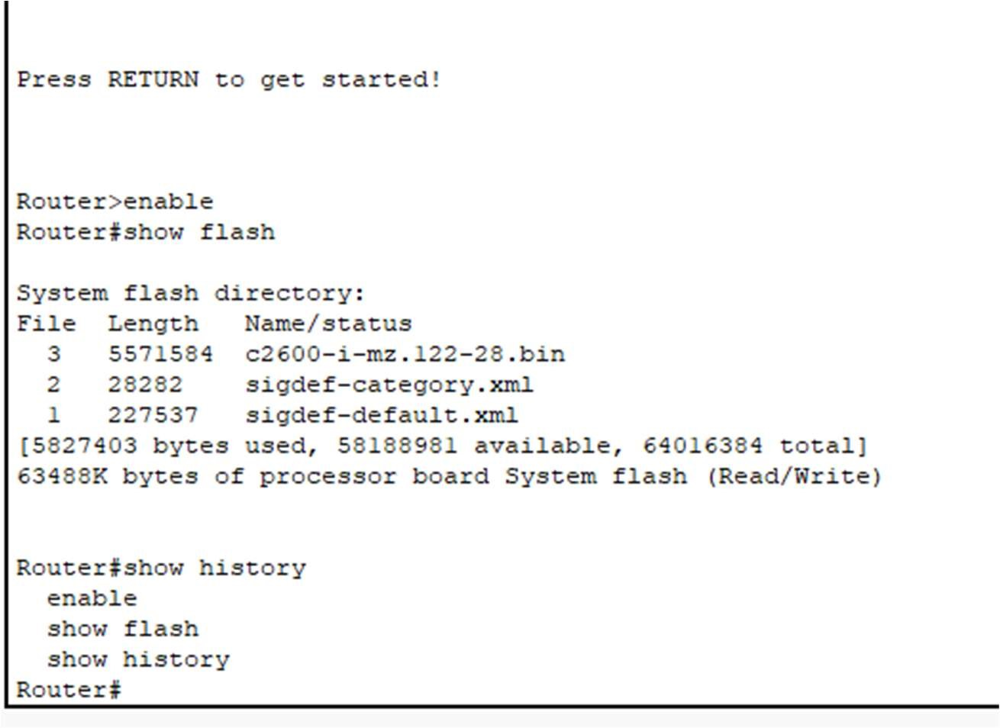 Press RETURN to get started!
Router>enable
Router#show flash
System flash directory:
File  Length   Name/status
  3   5571584  c2600-i-mz.122-28.bin
  2   28282    sigdef-category.xml
  1   227537   sigdef-default.xml
[5827403 bytes used, 58188981 available, 64016384 total]
63488K bytes of processor board System flash (Read/Write)
Router#show history
  enable
  show flash
  show history
Router#